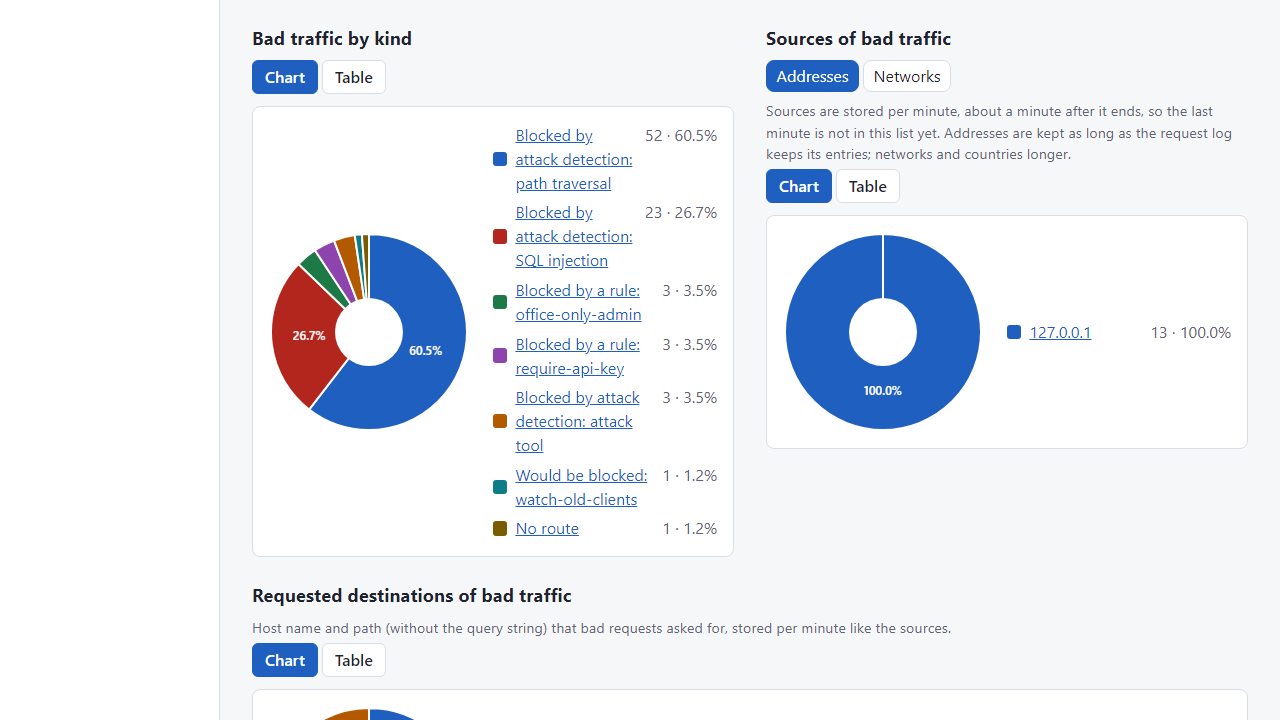 Bad traffic by kind
Chart
Table
Blocked by
attack detection:
path traversal
52 · 60.5%
Blocked by
attack detection:
SQL injection
23 · 26.7%
Blocked by a rule:
office-only-admin
3 · 3.5%
Blocked by a rule:
require-api-key
3 · 3.5%
Blocked by attack
detection: attack
tool
3 · 3.5%
Would be blocked:
watch-old-clients
1 · 1.2%
No route
1 · 1.2%
26.7%
60.5%
Sources of bad traffic
Addresses
Networks
Sources are stored per minute, about a minute after it ends, so the last
minute is not in this list yet. Addresses are kept as long as the request log
keeps its entries; networks and countries longer.
Chart
Table
100.0%
127.0.0.1
13 · 100.0%
Requested destinations of bad traffic
Host name and path (without the query string) that bad requests asked for, stored per minute like the sources.
Chart
Table